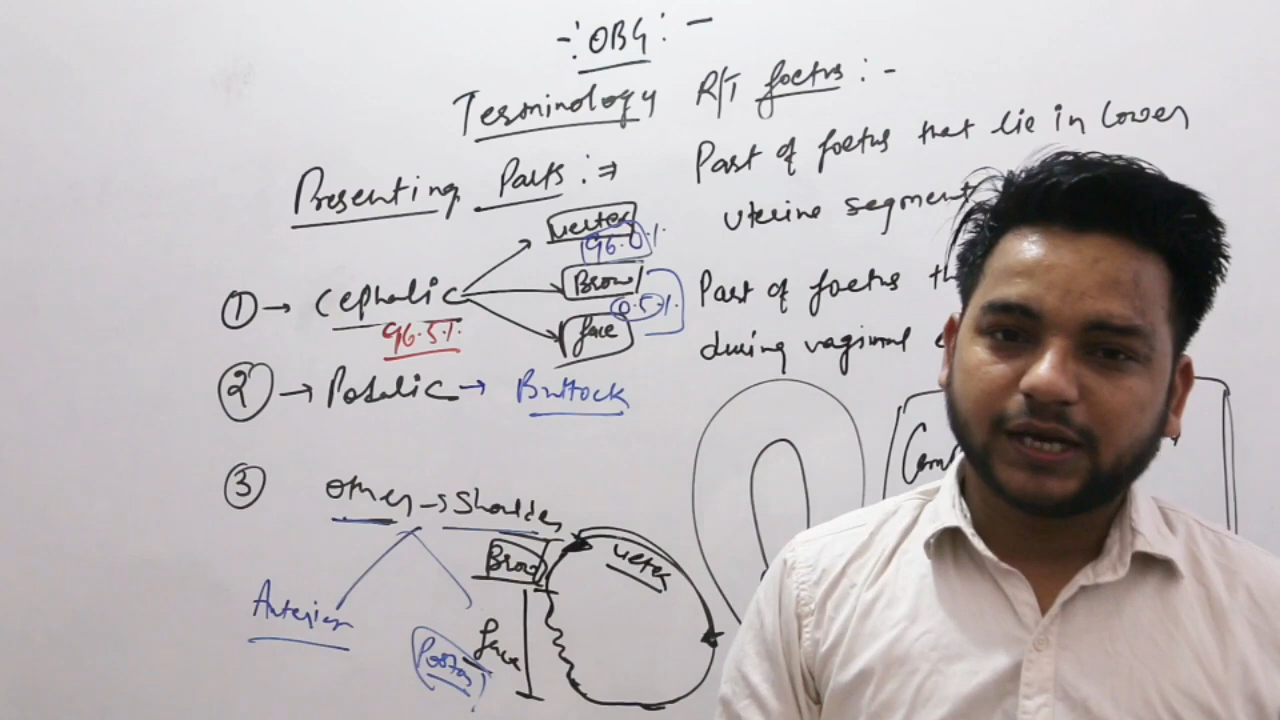 -: OBG : -
Terminology R/T foetus : -
Presenting Parts : ⇒ Part of foetus that lie in lower
uterine segment
① → Cephalic
96.5%
Vertex
96.0%
Brow
0.5%
face
Part of foetus th
during vaginal e
② → Podalic → Buttock
③ Other → Shoulder
Anterior
Brow
face
vertex